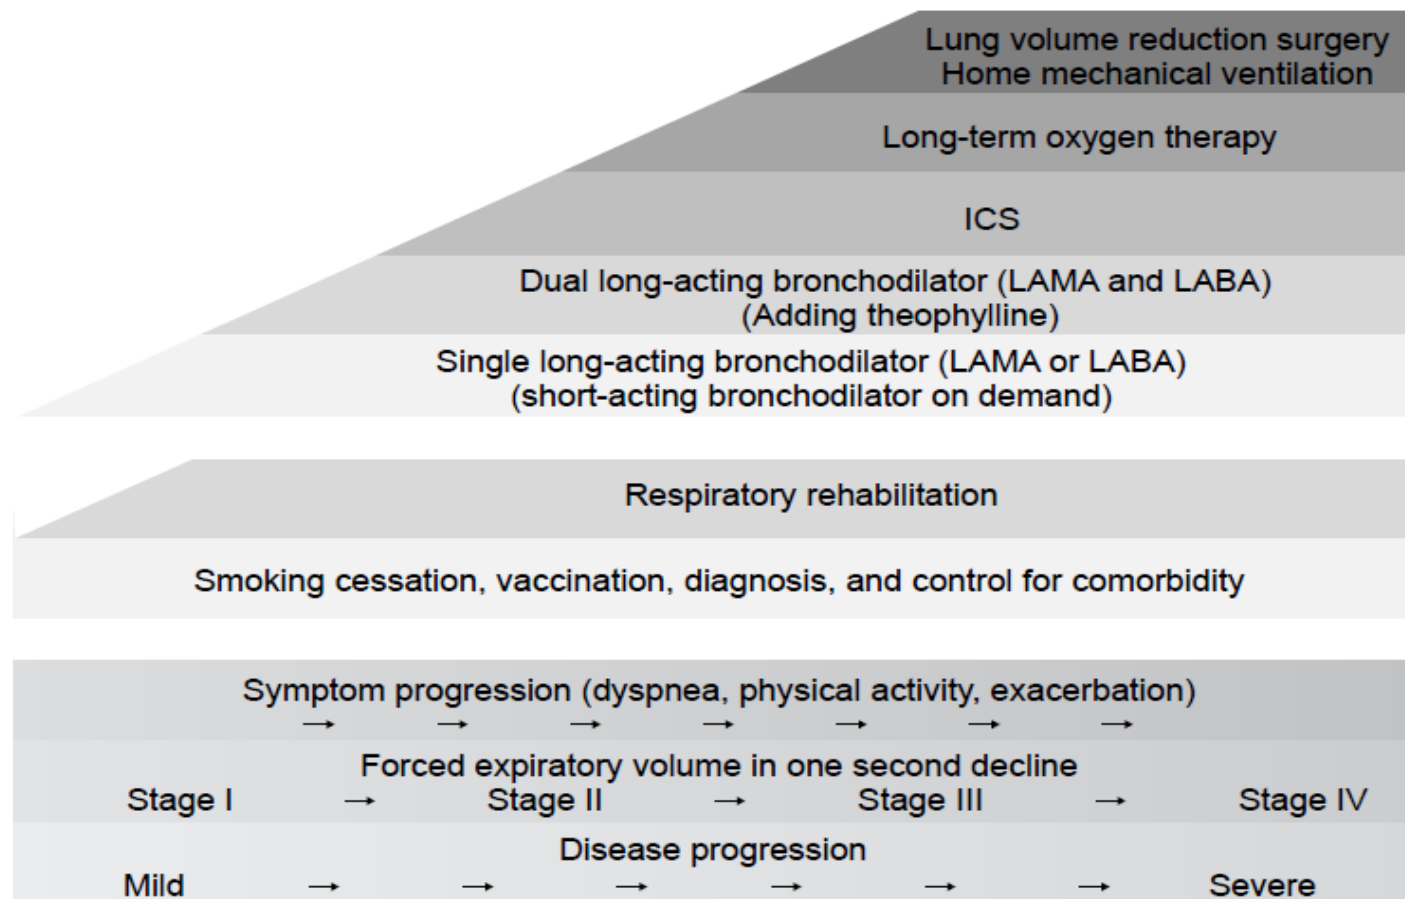 Lung volume reduction surgery
Home mechanical ventilation
Long-term oxygen therapy
ICS
Dual long-acting bronchodilator (LAMA and LABA)
(Adding theophylline)
Single long-acting bronchodilator (LAMA or LABA)
(short-acting bronchodilator on demand)
Respiratory rehabilitation
Smoking cessation, vaccination, diagnosis, and control for comorbidity
Symptom progression (dyspnea, physical activity, exacerbation)
→ → → → → → →
Forced expiratory volume in one second decline
Stage I → Stage II → Stage III → Stage IV
Disease progression
Mild → → → → → → Severe